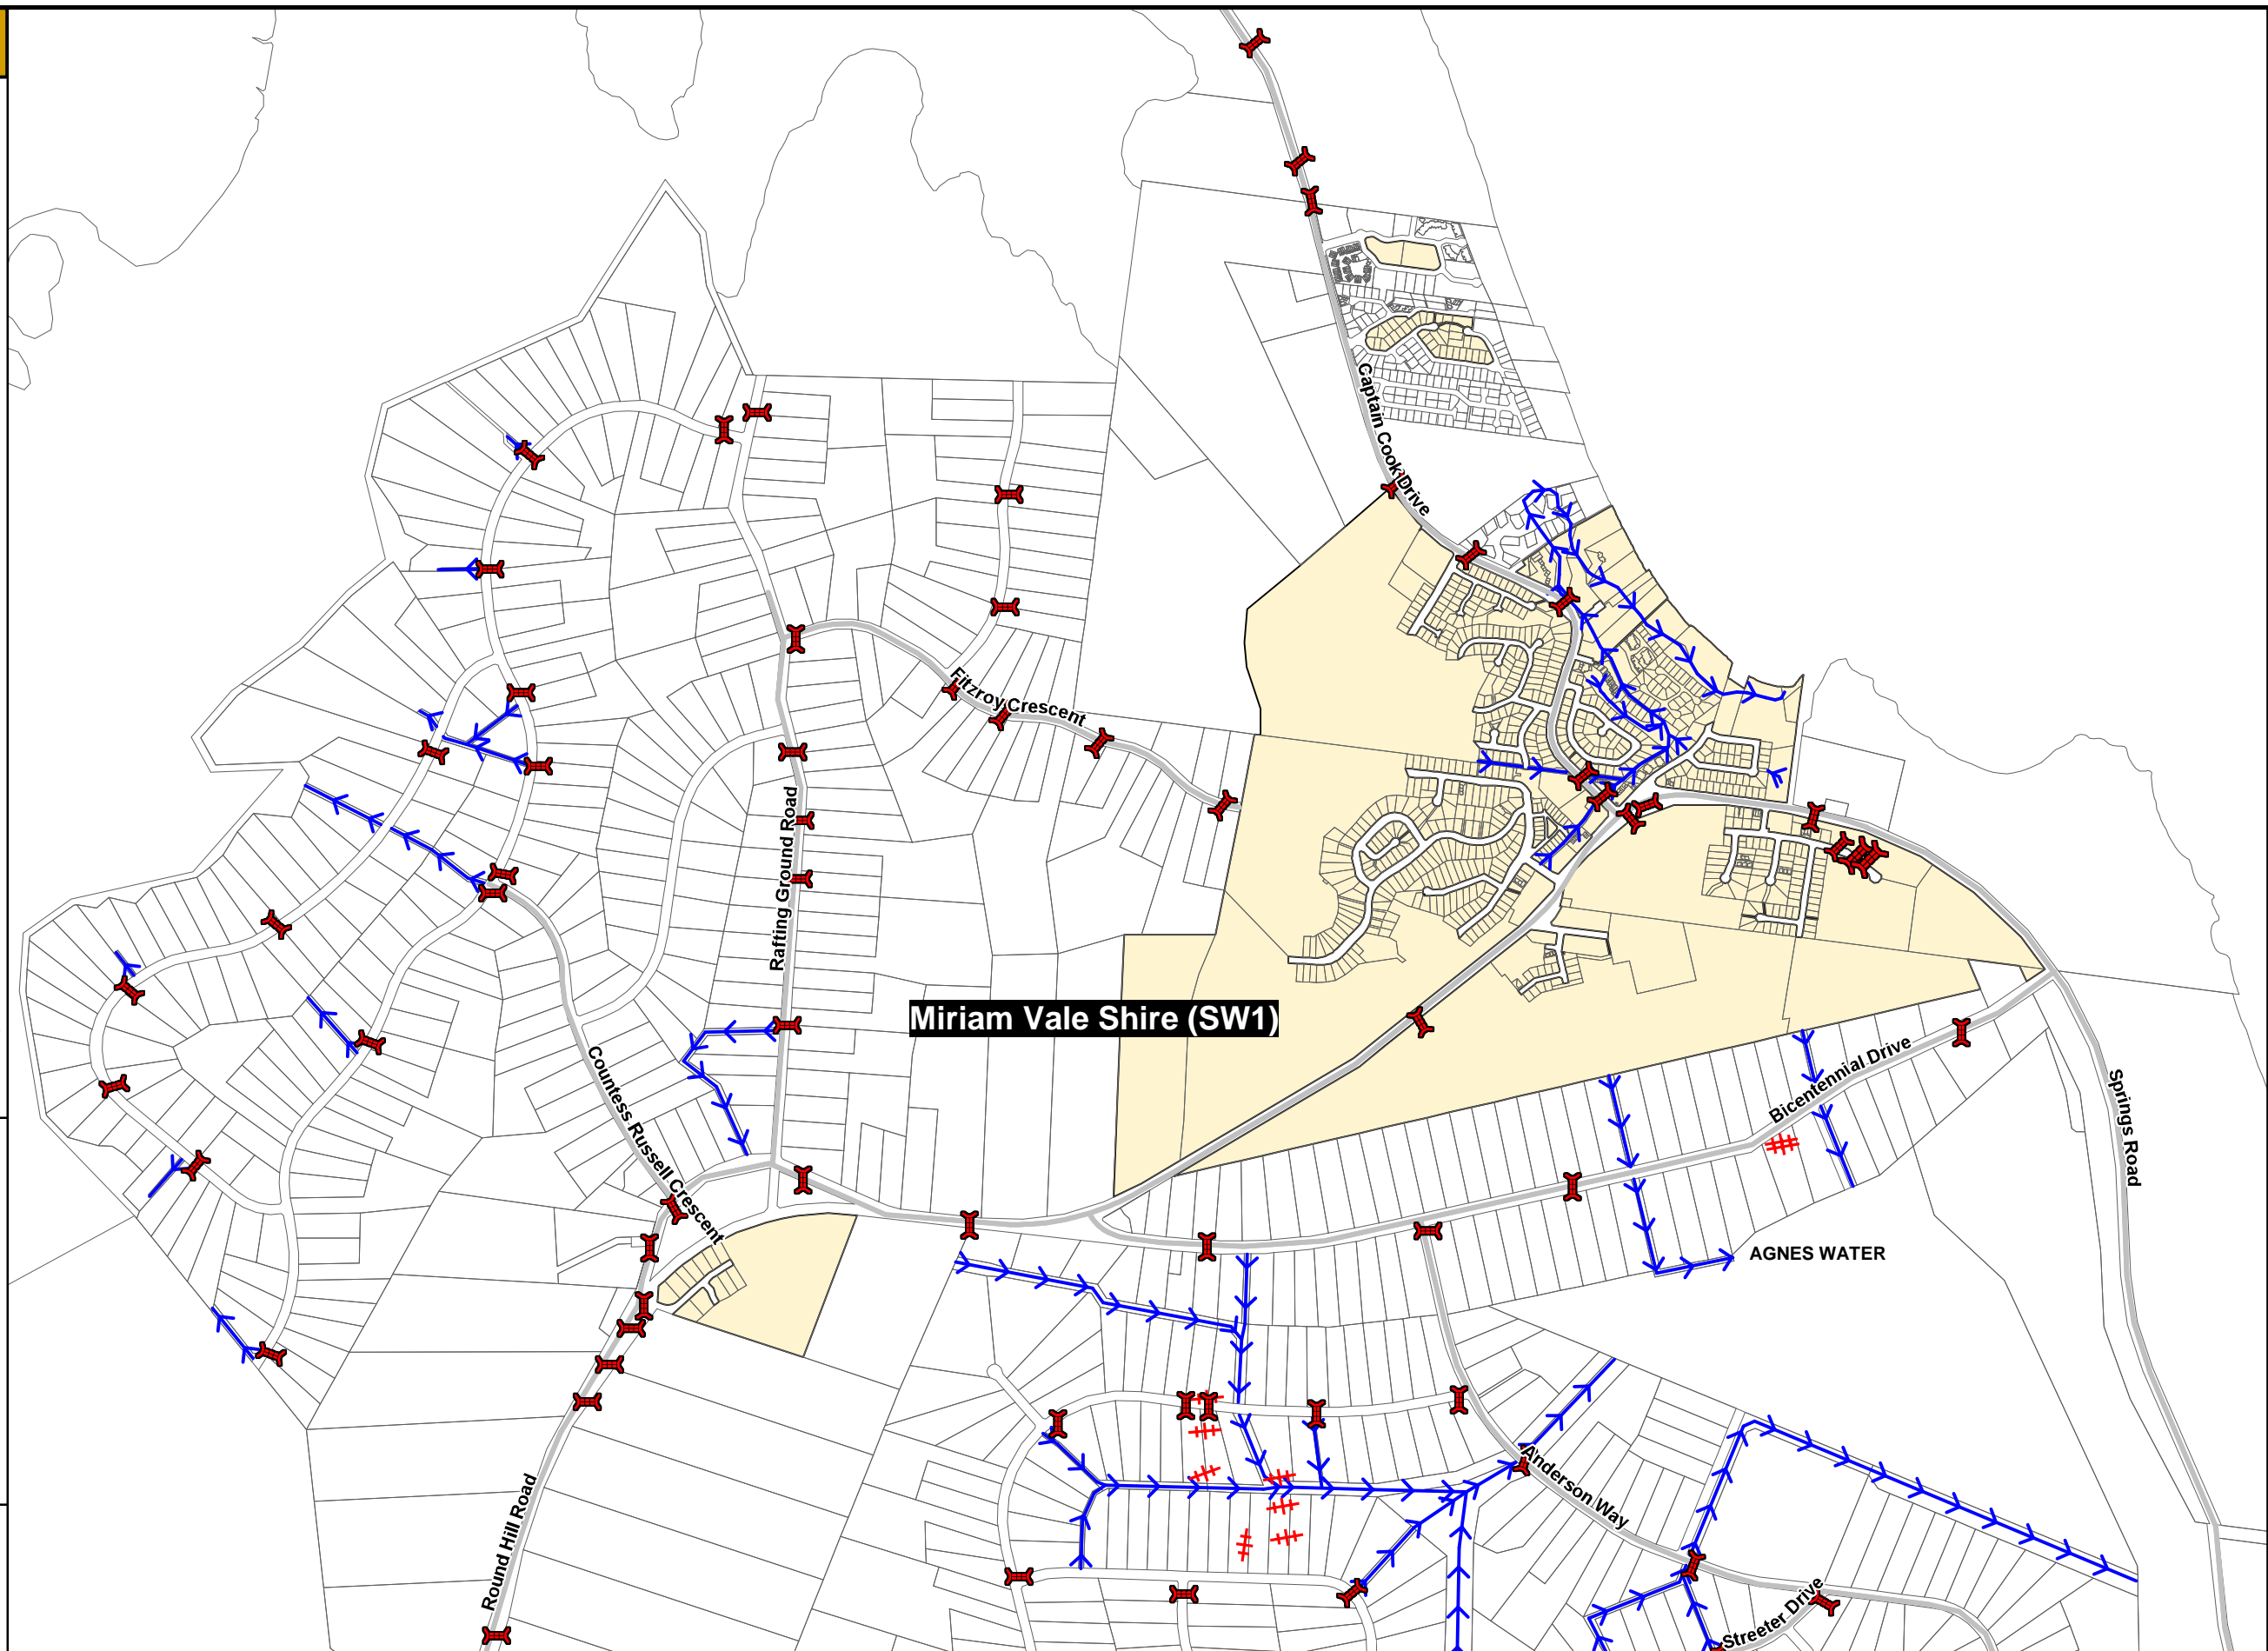 Captain Cook Drive
Fitzroy Crescent
Rafting Ground Road
Miriam Vale Shire (SW1)
Countess Russell Crescent
Bicentennial Drive
Springs Road
AGNES WATER
Round Hill Road
Anderson Way
Streeter Drive